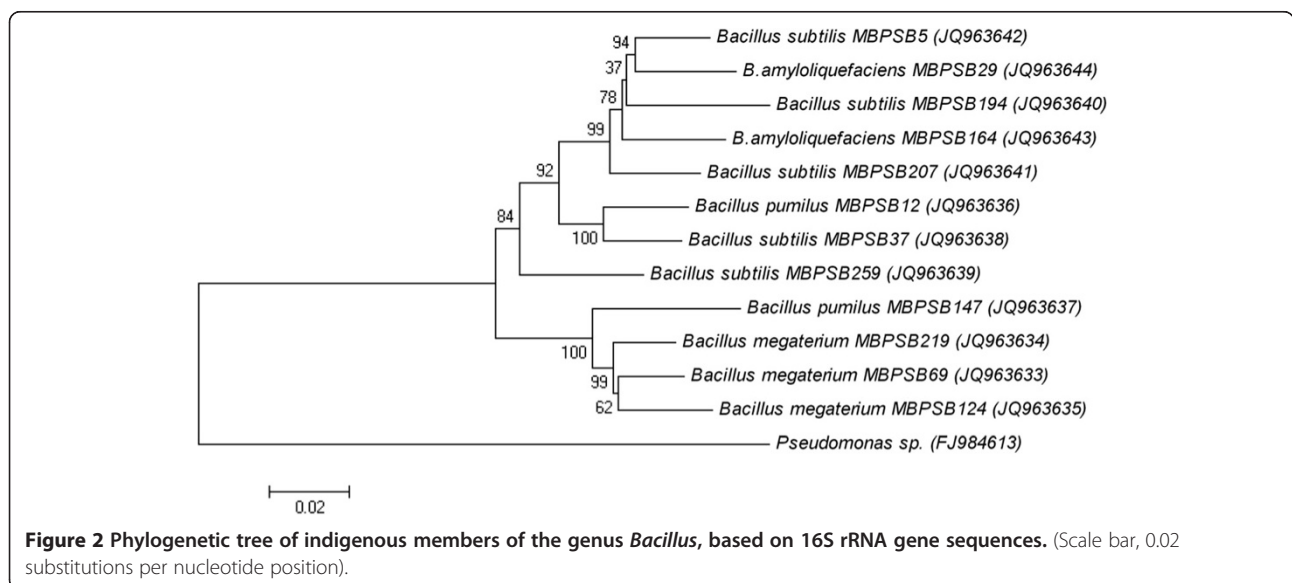 94
Bacillus subtilis MBPSB5 (JQ963642)
37
B.amyloliquefaciens MBPSB29 (JQ963644)
78
Bacillus subtilis MBPSB194 (JQ963640)
99
B.amyloliquefaciens MBPSB164 (JQ963643)
92
Bacillus subtilis MBPSB207 (JQ963641)
Bacillus pumilus MBPSB12 (JQ963636)
84
100
Bacillus subtilis MBPSB37 (JQ963638)
Bacillus subtilis MBPSB259 (JQ963639)
Bacillus pumilus MBPSB147 (JQ963637)
100
Bacillus megaterium MBPSB219 (JQ963634)
99
Bacillus megaterium MBPSB69 (JQ963633)
62
Bacillus megaterium MBPSB124 (JQ963635)
Pseudomonas sp. (FJ984613)
0.02
Figure 2 Phylogenetic tree of indigenous members of the genus Bacillus, based on 16S rRNA gene sequences. (Scale bar, 0.02
substitutions per nucleotide position).